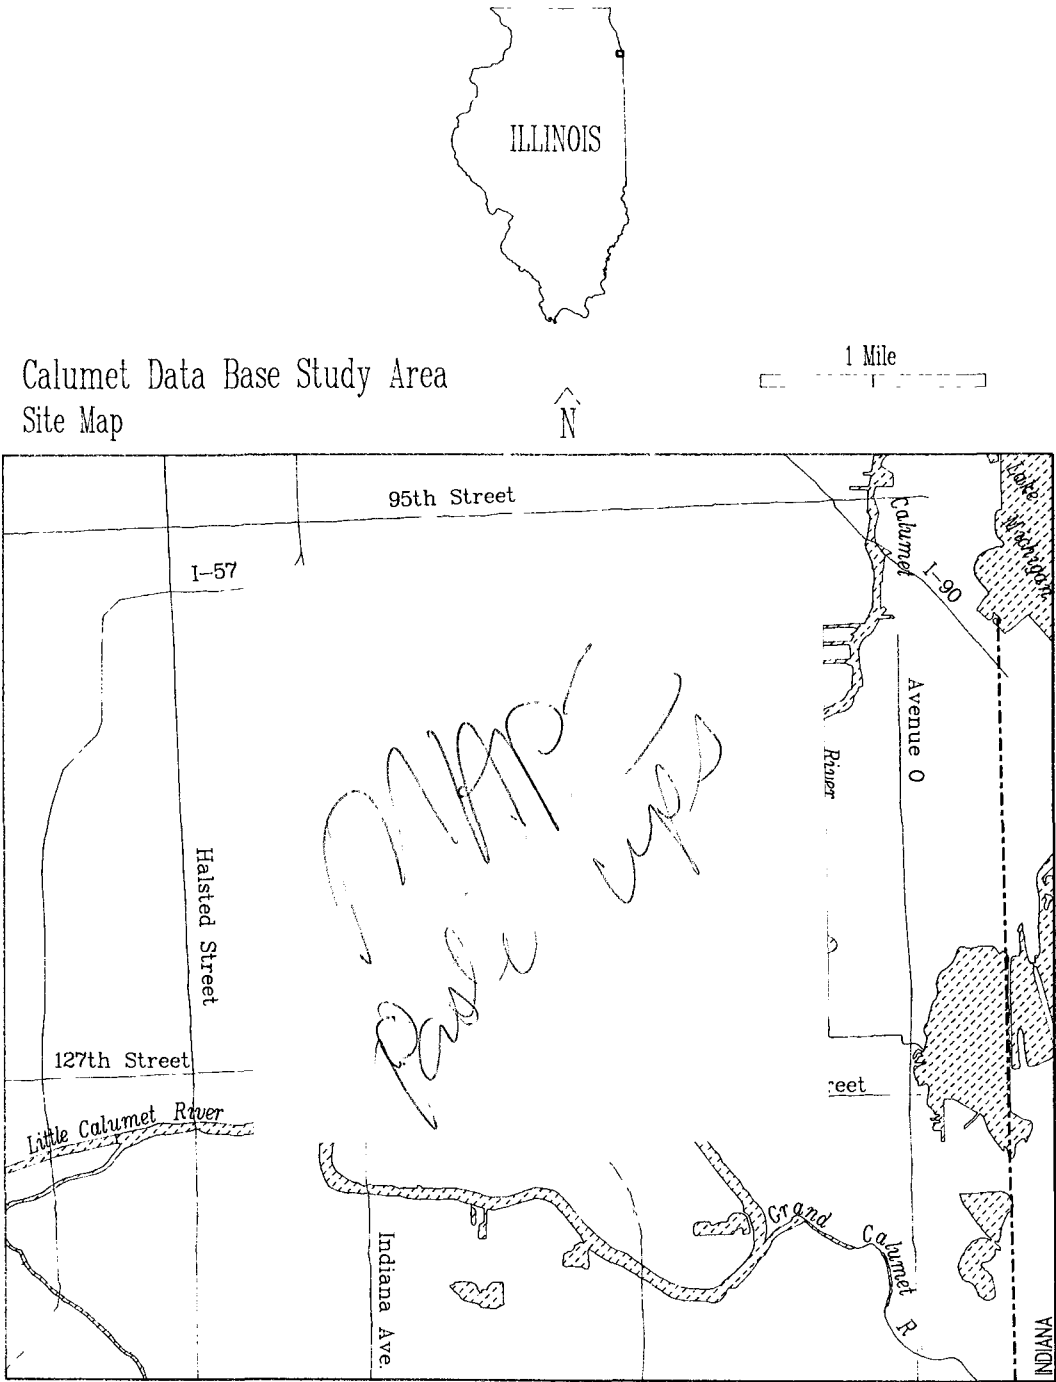 ILLINOIS
Calumet Data Base Study Area
Site Map
N
1 Mile
95th Street
I-57
Calumet
Lake
Michigan
I-90
Avenue O
River
Halsted Street
127th Street
reet
Little Calumet River
Indiana Ave.
Grand
Calumet
R
INDIANA